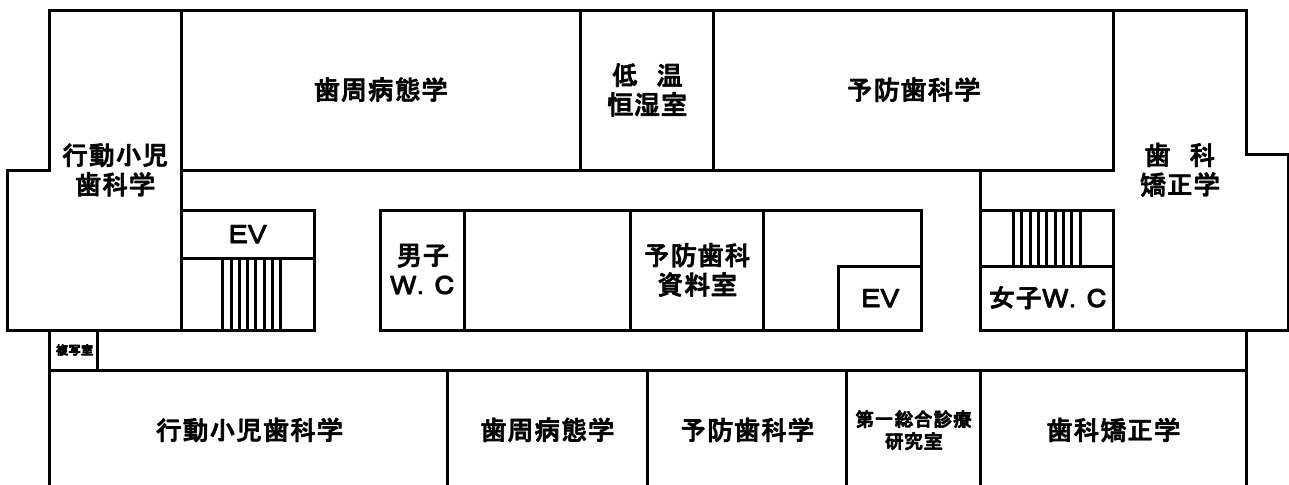 歯周病態学
低 温
恒湿室
予防歯科学
行動小児
歯科学
歯 科
矯正学
EV
男子
W. C
予防歯科
資料室
EV
女子W. C
複写室
行動小児歯科学
歯周病態学
予防歯科学
第一総合診療
研究室
歯科矯正学